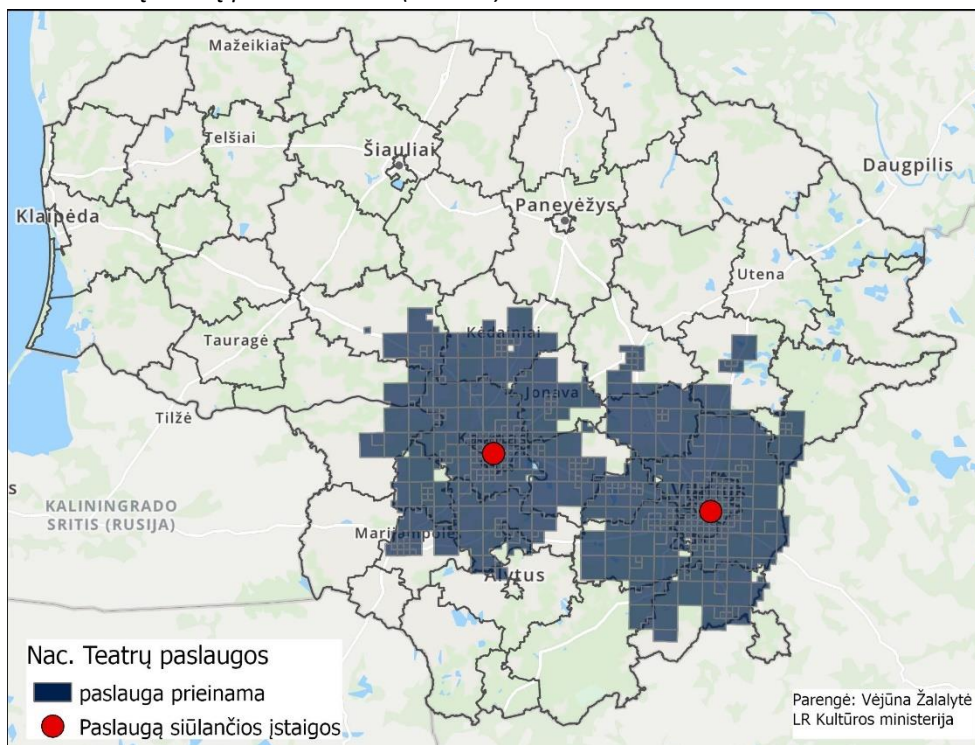 Mažeikiai
Telšiai
Šiauliai
Daugpilis
Klaipėda
Panevėžys
Utena
Tauragė
Kėdainiai
Jonava
Tilžė
s
KALININGRADO
SRITIS (RUSIJA)
Marijampolė
Alytus
Nac. Teatrų paslaugos
paslauga prieinama
Paslaugą siūlančios įstaigos
Parengė: Vėjūna Žalalytė
LR Kultūros ministerija